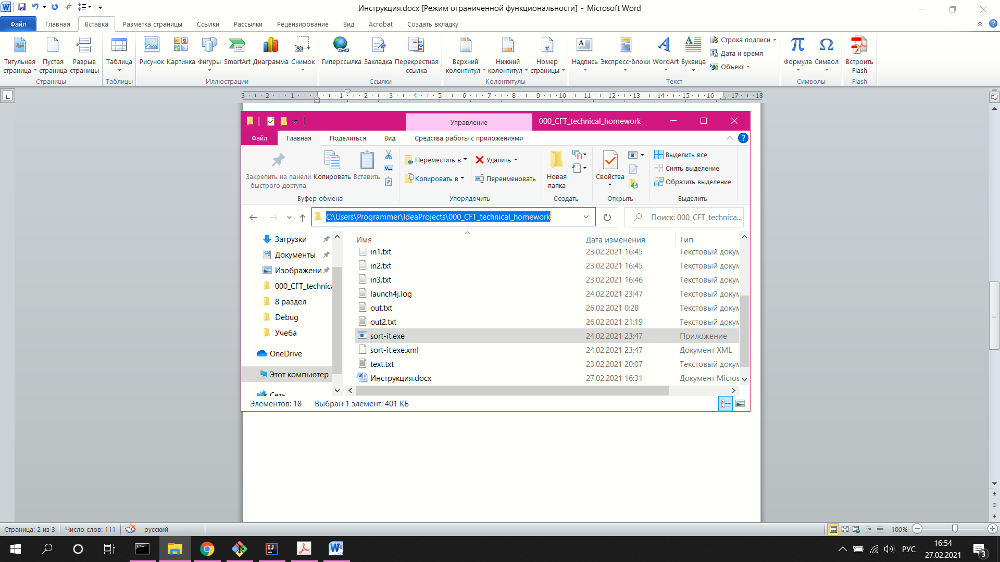 Инструкция.docx [Режим ограниченной функциональности] - Microsoft Word
Файл Главная Вставка Разметка страницы Ссылки Рассылки Рецензирование Вид Acrobat Создать вкладку
Титульная страница
Пустая страница
Разрыв страницы
Страницы
Таблица
Таблицы
Рисунок Картинка Фигуры SmartArt Диаграмма Снимок
Иллюстрации
Гиперссылка Закладка Перекрестная ссылка
Ссылки
Верхний колонтитул
Нижний колонтитул
Номер страницы
Колонтитулы
Надпись Экспресс-блоки WordArt Буквица
Строка подписи
Дата и время
Объект
Текст
Формула Символ
Символы
Встроить Flash
Flash
3 2 1 1 2 3 4 5 6 7 8 9 10 11 12 13 14 15 16 17 18
Управление 000_CFT_technical_homework
Файл Главная Поделиться Вид Средства работы с приложениями
Закрепить на панели быстрого доступа
Копировать
Вставить
Буфер обмена
Переместить в
Копировать в
Удалить
Переименовать
Упорядочить
Новая папка
Создать
Свойства
Открыть
Выделить все
Снять выделение
Обратить выделение
Выделить
C:\Users\Programmer\IdeaProjects\000_CFT_technical_homework
Поиск: 000_CFT_technica...
Загрузки
Документы
Изображени
000_CFT_technic
8 раздел
Debug
Учеба
OneDrive
Этот компьютер
Сеть
Имя Дата изменения Тип
in1.txt 23.02.2021 16:45 Текстовый докум
in2.txt 23.02.2021 16:45 Текстовый докум
in3.txt 23.02.2021 16:46 Текстовый докум
launch4j.log 24.02.2021 23:47 Текстовый докум
out.txt 26.02.2021 0:28 Текстовый докум
out2.txt 26.02.2021 21:19 Текстовый докум
sort-it.exe 24.02.2021 23:47 Приложение
sort-it.exe.xml 24.02.2021 23:47 Документ XML
text.txt 23.02.2021 20:07 Текстовый докум
Инструкция.docx 27.02.2021 16:31 Документ Micros
Элементов: 18 Выбран 1 элемент: 401 КБ
Страница: 2 из 3 Число слов: 111 русский 100%
РУС
16:54
27.02.2021
3